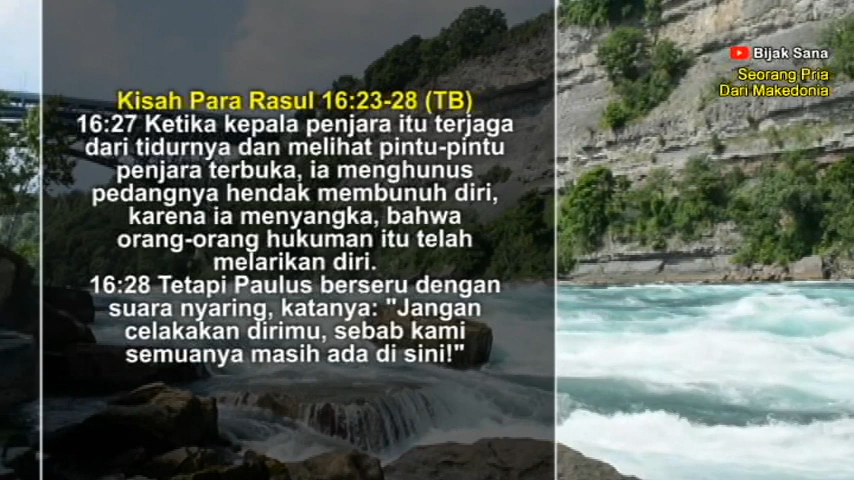 Kisah Para Rasul 16:23-28 (TB)
16:27 Ketika kepala penjara itu terjaga
dari tidurnya dan melihat pintu-pintu
penjara terbuka, ia menghunus
pedangnya hendak membunuh diri,
karena ia menyangka, bahwa
orang-orang hukuman itu telah
melarikan diri.
16:28 Tetapi Paulus berseru dengan
suara nyaring, katanya: "Jangan
celakakan dirimu, sebab kami
semuanya masih ada di sini!"
Bijak Sana
Seorang Pria
Dari Makedonia